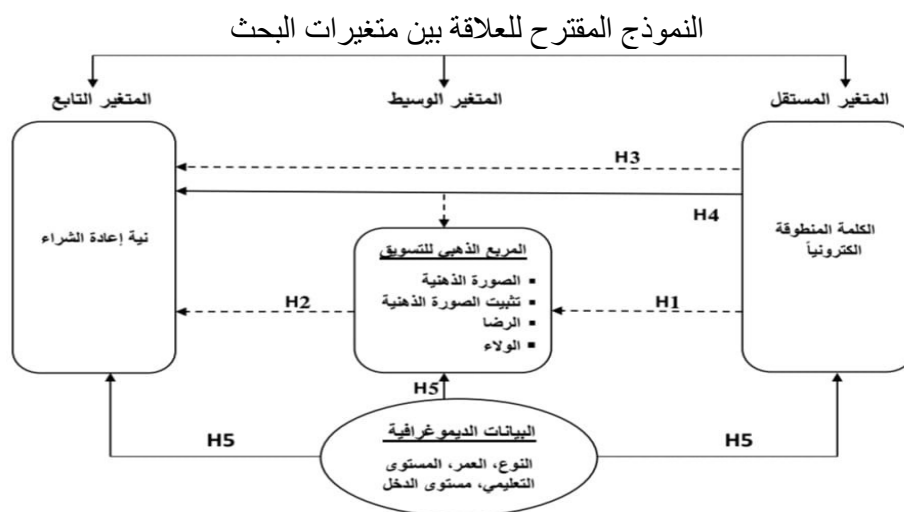 النموذج المقترح للعلاقة بين متغيرات البحث
المتغير المستقل
المتغير الوسيط
المتغير التابع
H3
H4
الكلمة المنطوقة
الكترونياً
نية إعادة الشراء
المربع الذهبي للتسويق
▪ الصورة الذهنية
▪ تثبيت الصورة الذهنية
▪ الرضا
▪ الولاء
H1
H2
H5
البيانات الديموغرافية
النوع، العمر، المستوى
التعليمي، مستوى الدخل
H5
H5